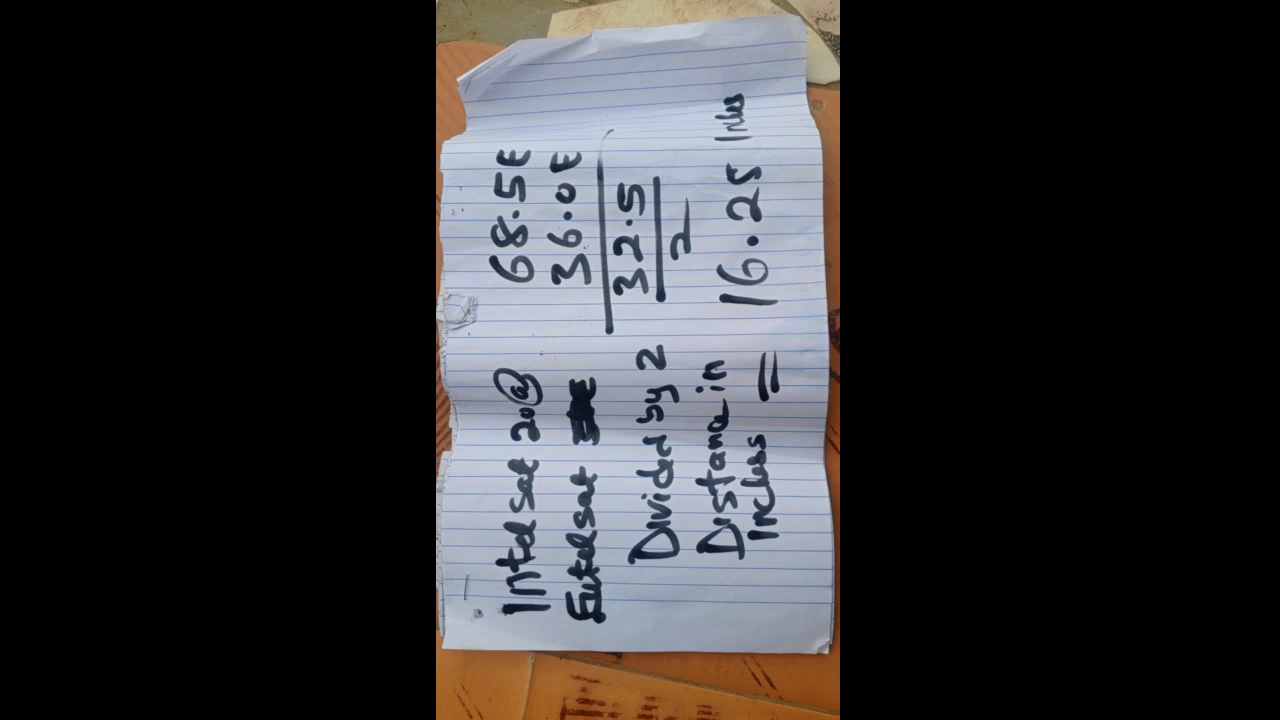 Intelsat 20@ 68.5E
Eutelsat 36.0E
32.5
Divided by 2 2
Distance in
Inches = 16.25 Inches